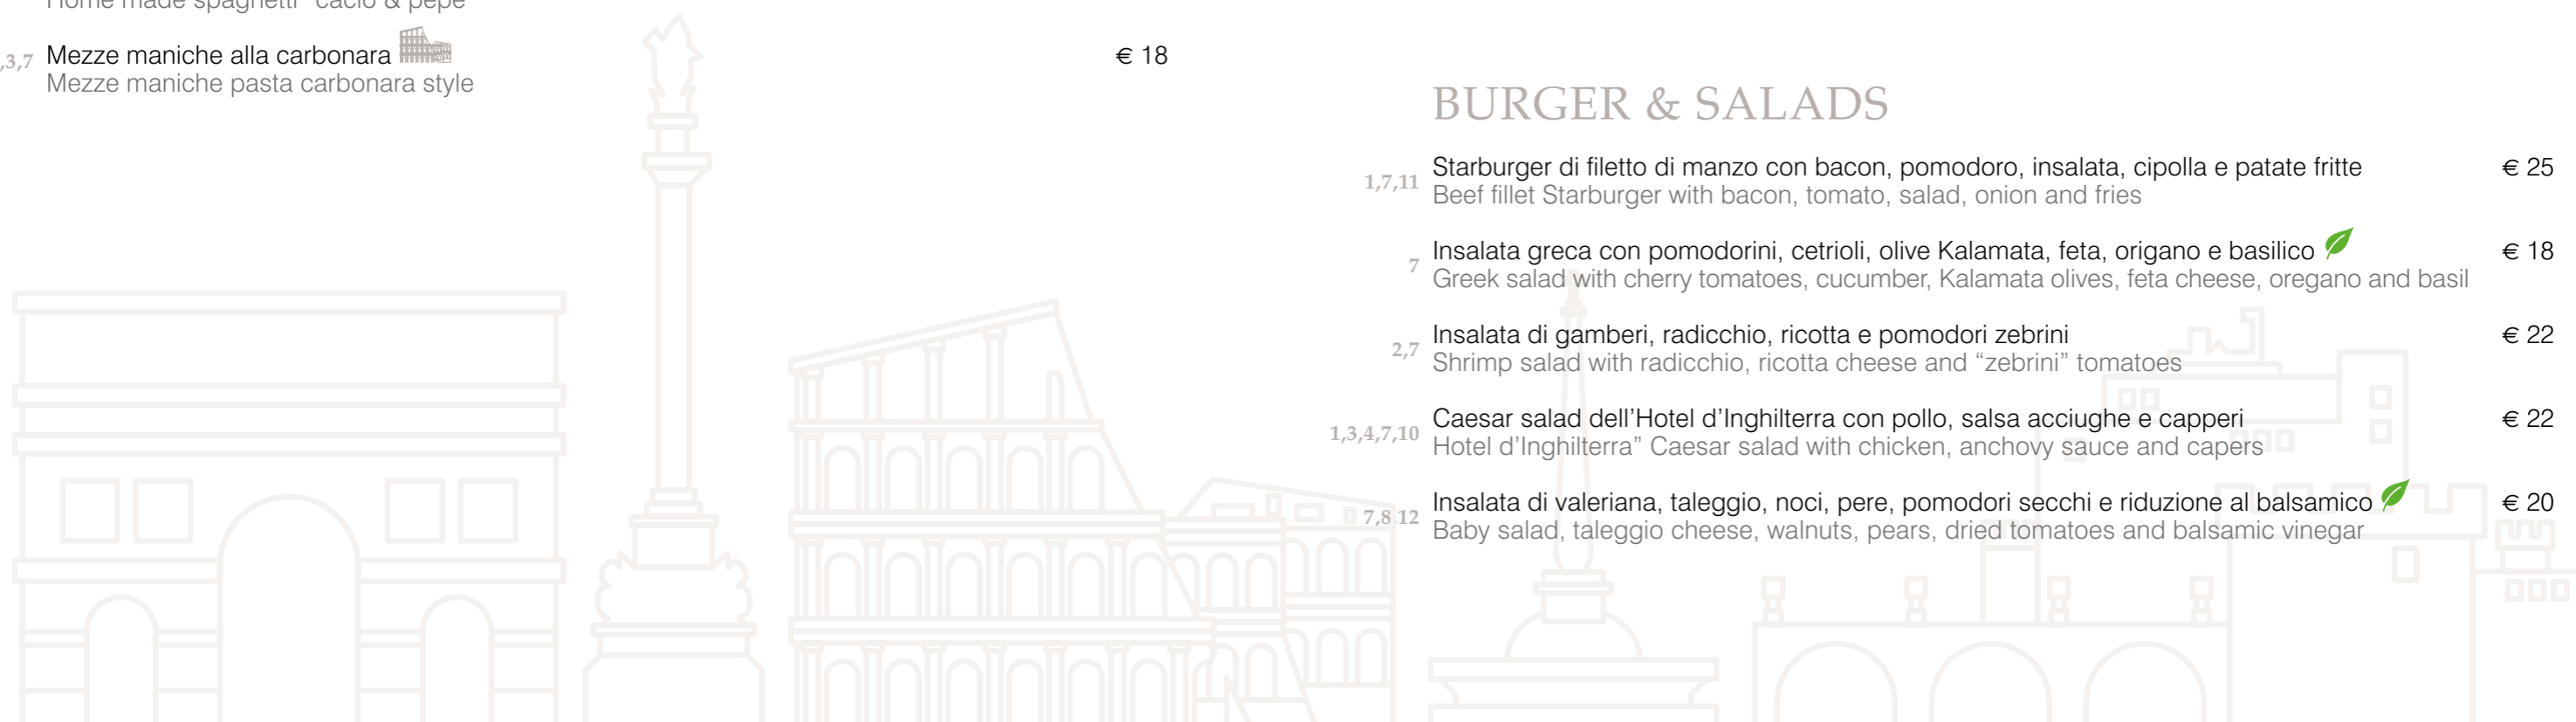 Home made spaghetti "cacio & pepe"
,3,7 Mezze maniche alla carbonara € 18
Mezze maniche pasta carbonara style
BURGER & SALADS
1,7,11 Starburger di filetto di manzo con bacon, pomodoro, insalata, cipolla e patate fritte € 25
Beef fillet Starburger with bacon, tomato, salad, onion and fries
7 Insalata greca con pomodorini, cetrioli, olive Kalamata, feta, origano e basilico € 18
Greek salad with cherry tomatoes, cucumber, Kalamata olives, feta cheese, oregano and basil
2,7 Insalata di gamberi, radicchio, ricotta e pomodori zebrini € 22
Shrimp salad with radicchio, ricotta cheese and “zebrini” tomatoes
1,3,4,7,10 Caesar salad dell’Hotel d’Inghilterra con pollo, salsa acciughe e capperi € 22
Hotel d’Inghilterra” Caesar salad with chicken, anchovy sauce and capers
7,8 12 Insalata di valeriana, taleggio, noci, pere, pomodori secchi e riduzione al balsamico € 20
Baby salad, taleggio cheese, walnuts, pears, dried tomatoes and balsamic vinegar